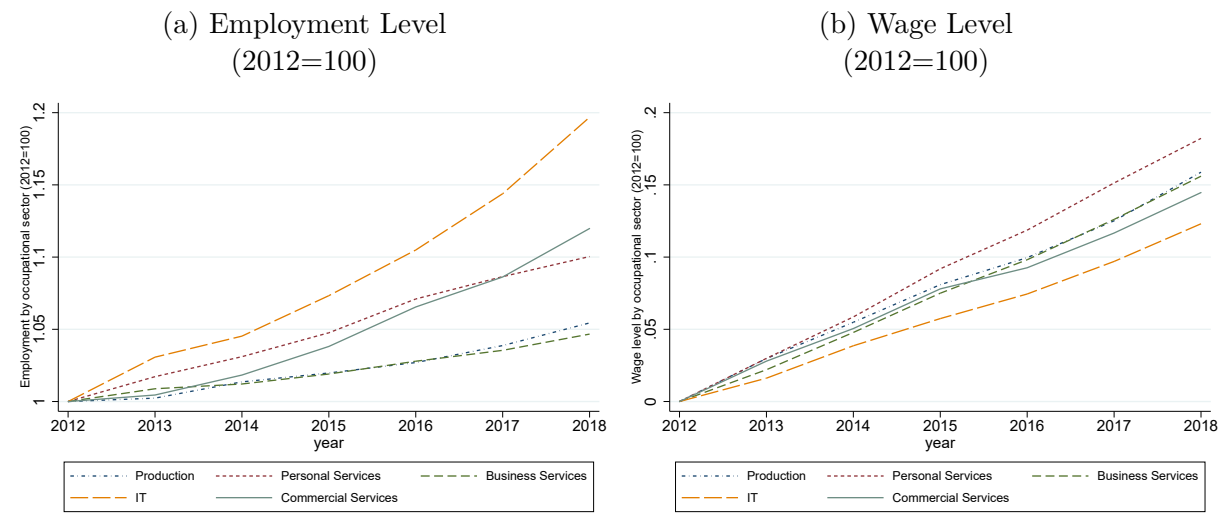 (a) Employment Level
(2012=100)
Employment by occupational sector (2012=100)
1.2
1.15
1.1
1.05
1
2012 2013 2014 2015 2016 2017 2018
year
Production Personal Services Business Services
IT Commercial Services
(b) Wage Level
(2012=100)
Wage level by occupational sector (2012=100)
.2
.15
.1
.05
0
2012 2013 2014 2015 2016 2017 2018
year
Production Personal Services Business Services
IT Commercial Services